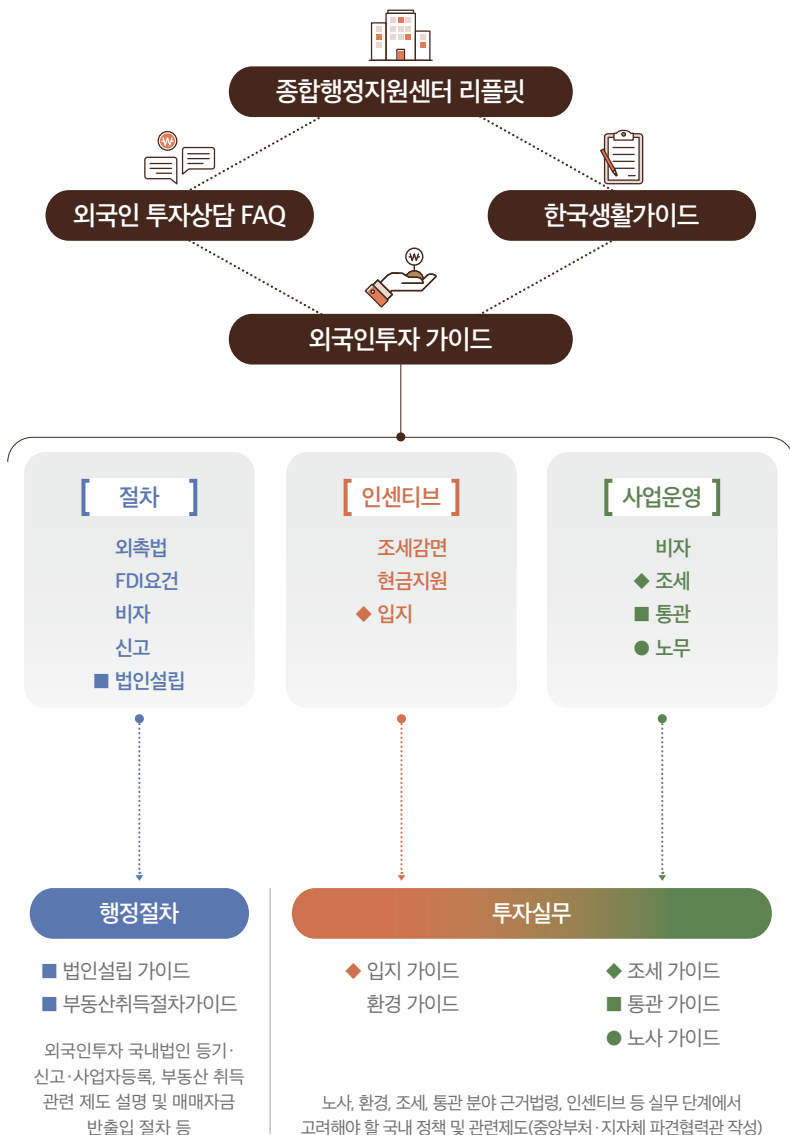 종합행정지원센터 리플릿
외국인 투자상담 FAQ
한국생활가이드
외국인투자 가이드
[ 절차 ]
외촉법
FDI요건
비자
신고
■ 법인설립
[ 인센티브 ]
조세감면
현금지원
◆ 입지
[ 사업운영 ]
비자
◆ 조세
■ 통관
● 노무
행정절차
■ 법인설립 가이드
■ 부동산취득절차가이드
외국인투자 국내법인 등기·
신고·사업자등록, 부동산 취득
관련 제도 설명 및 매매자금
반출입 절차 등
투자실무
◆ 입지 가이드
환경 가이드
◆ 조세 가이드
■ 통관 가이드
● 노사 가이드
노사, 환경, 조세, 통관 분야 근거법령, 인센티브 등 실무 단계에서
고려해야 할 국내 정책 및 관련제도(중앙부처·지자체 파견협력관 작성)